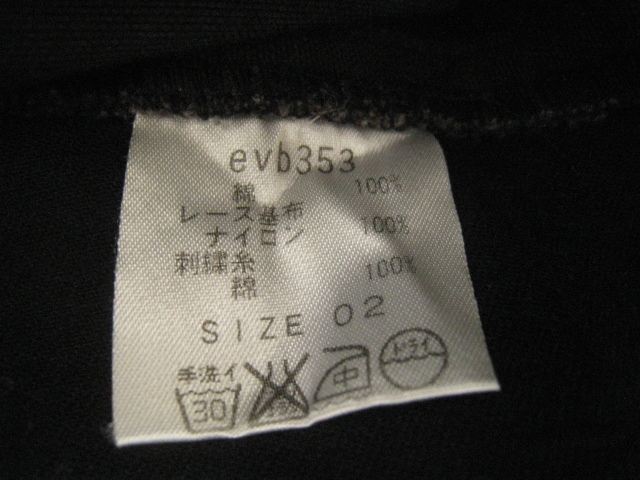 evb353
綿 100%
レース基布
ナイロン 100%
刺繍糸
綿 100%
SIZE 02
手洗イ ドライ
30 中